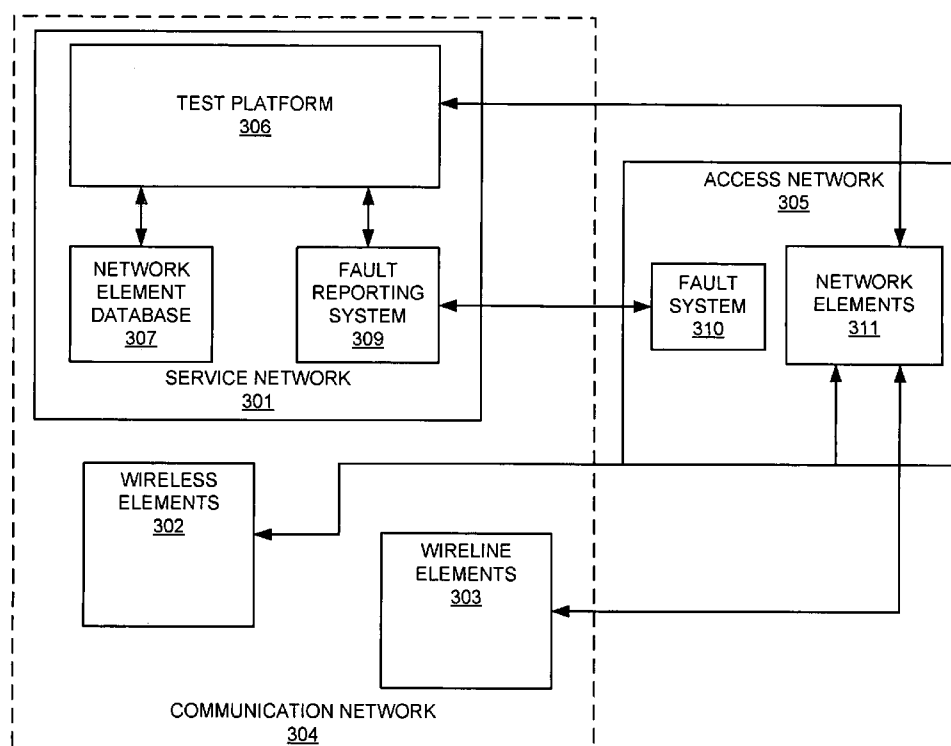 TEST PLATFORM
306
NETWORK
ELEMENT
DATABASE
307
FAULT
REPORTING
SYSTEM
309
SERVICE NETWORK
301
ACCESS NETWORK
305
FAULT
SYSTEM
310
NETWORK
ELEMENTS
311
WIRELESS
ELEMENTS
302
WIRELINE
ELEMENTS
303
COMMUNICATION NETWORK
304